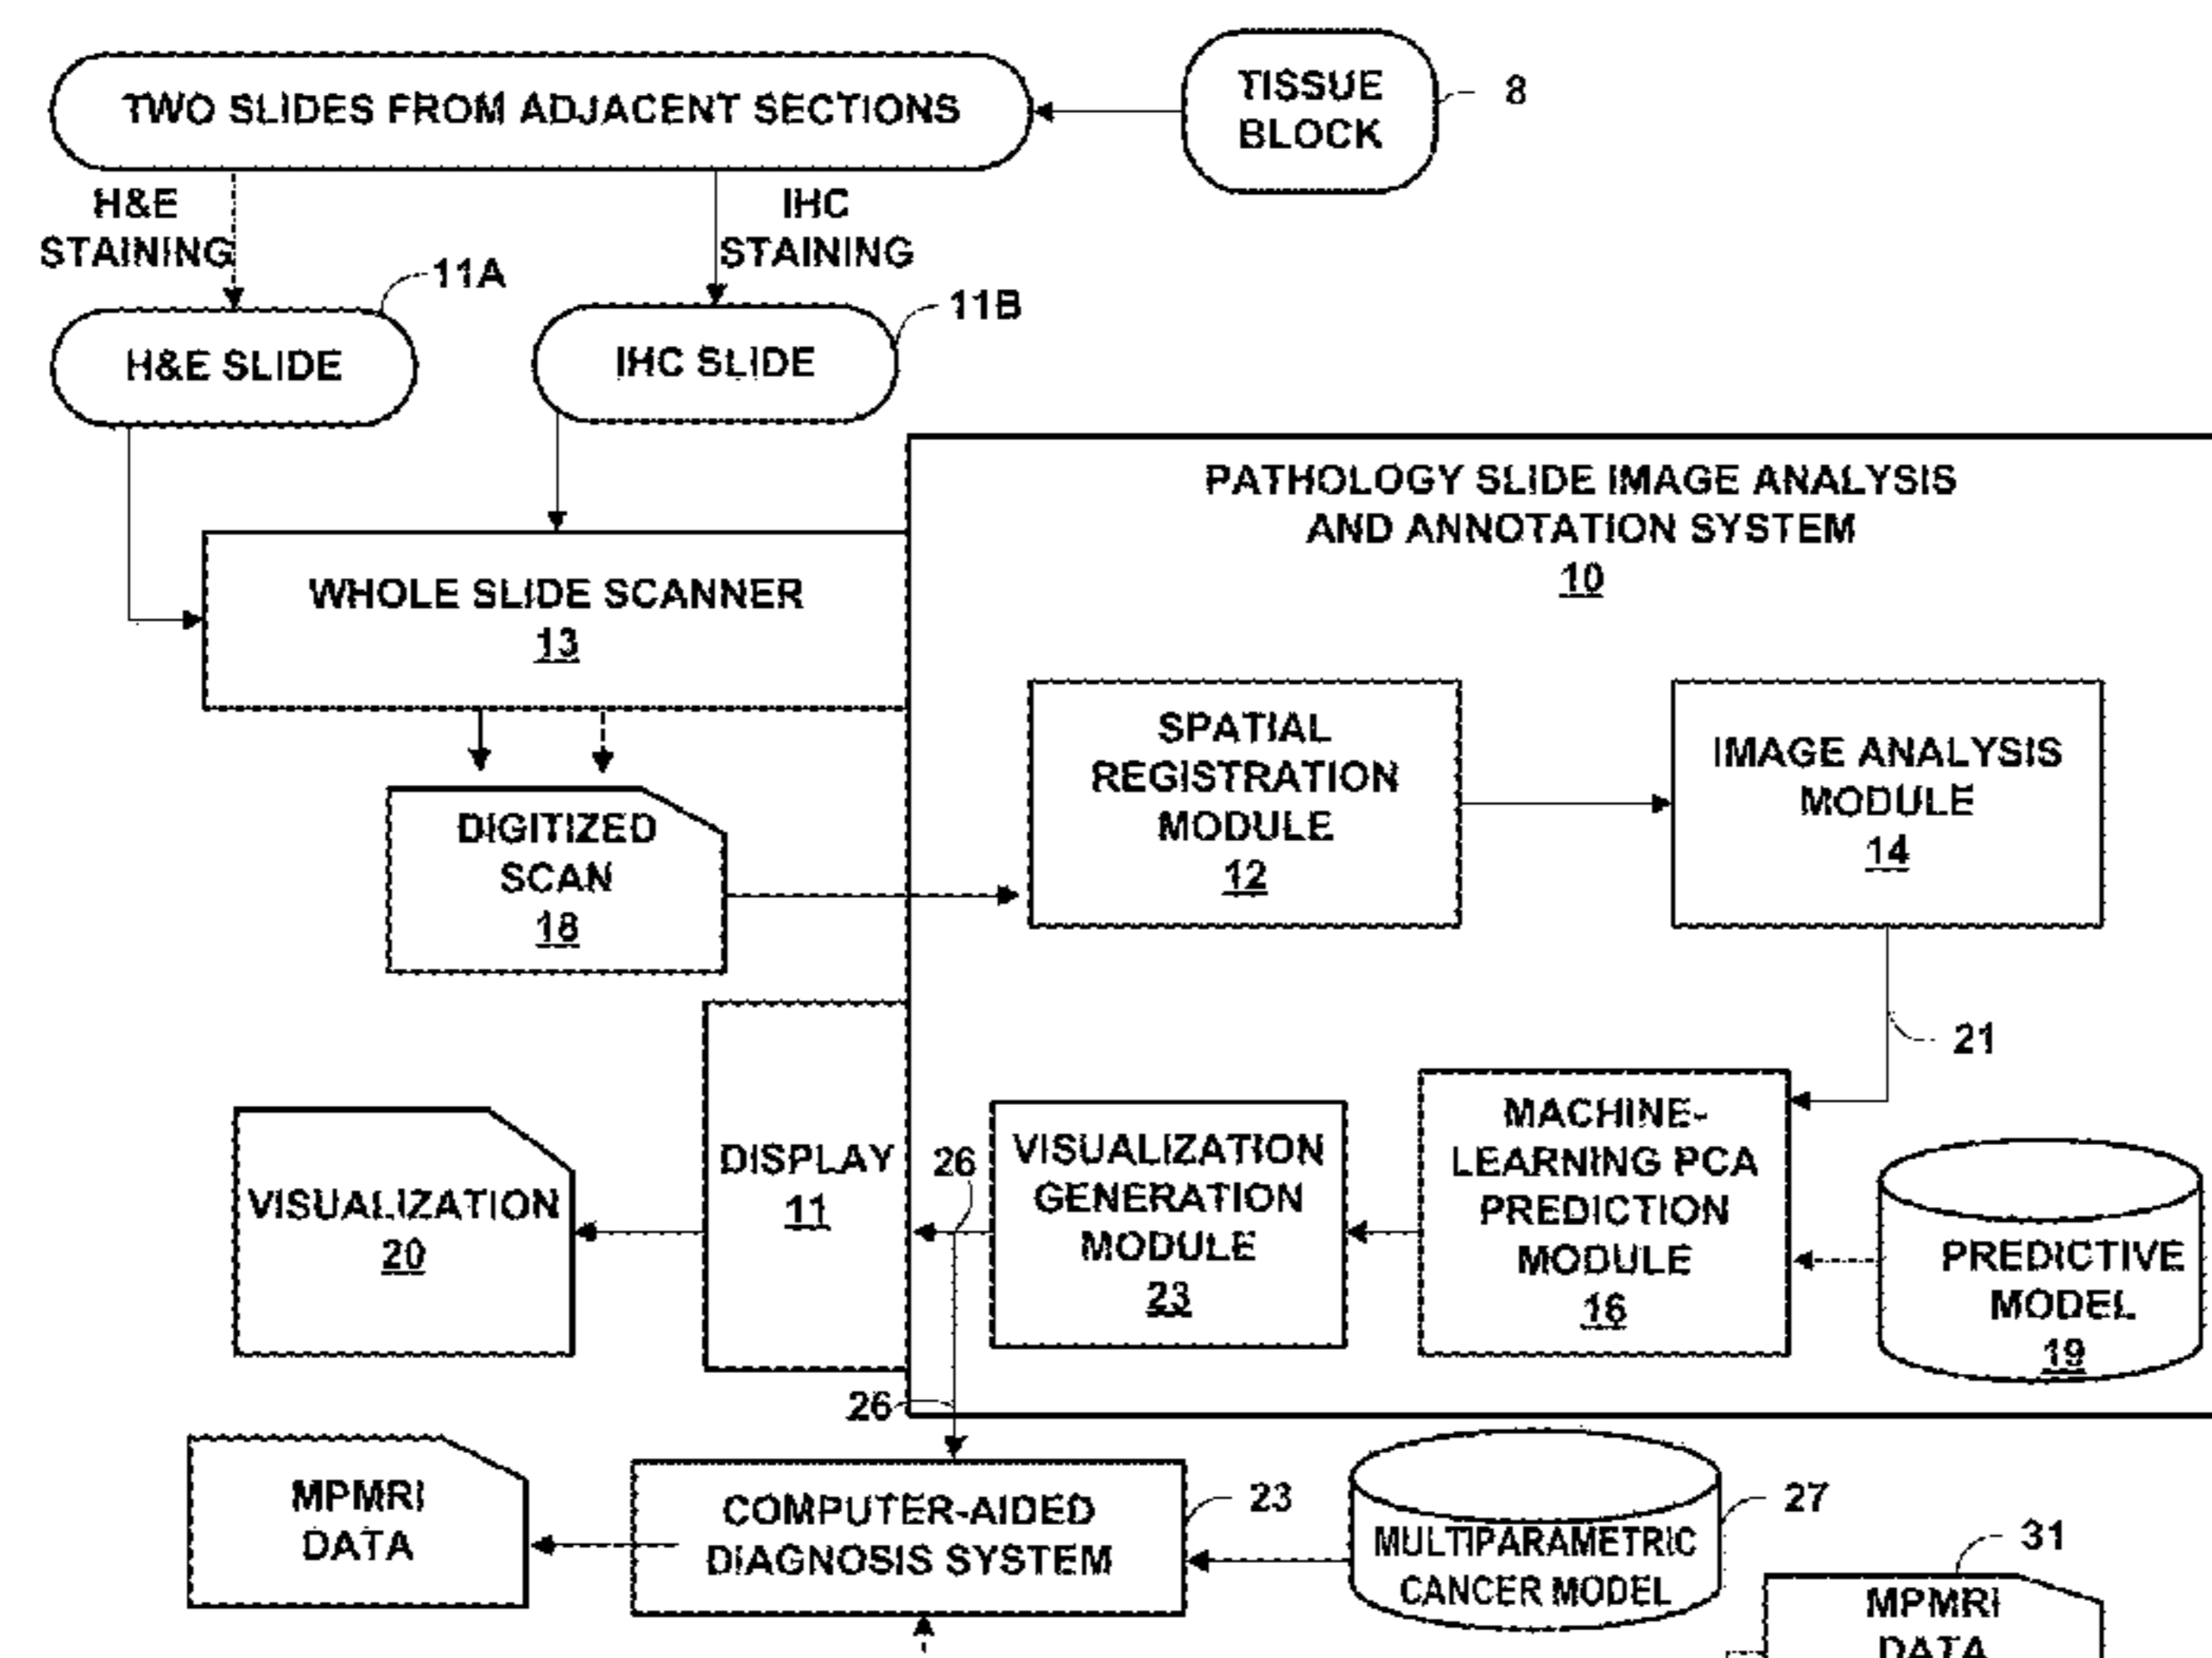 TWO SLIDES FROM ADJACENT SECTIONS
TISSUE
BLOCK
8
H&E
STAINING
IHC
STAINING
11A
11B
H&E SLIDE
IHC SLIDE
PATHOLOGY SLIDE IMAGE ANALYSIS
AND ANNOTATION SYSTEM
10
WHOLE SLIDE SCANNER
13
SPATIAL
REGISTRATION
MODULE
12
IMAGE ANALYSIS
MODULE
14
DIGITIZED
SCAN
18
21
VISUALIZATION
20
DISPLAY
11
26
VISUALIZATION
GENERATION
MODULE
23
MACHINE-
LEARNING PCA
PREDICTION
MODULE
16
PREDICTIVE
MODEL
19
26
MPMRI
DATA
COMPUTER-AIDED
DIAGNOSIS SYSTEM
23
MULTIPARAMETRIC
CANCER MODEL
27
31
MPMRI
DATA